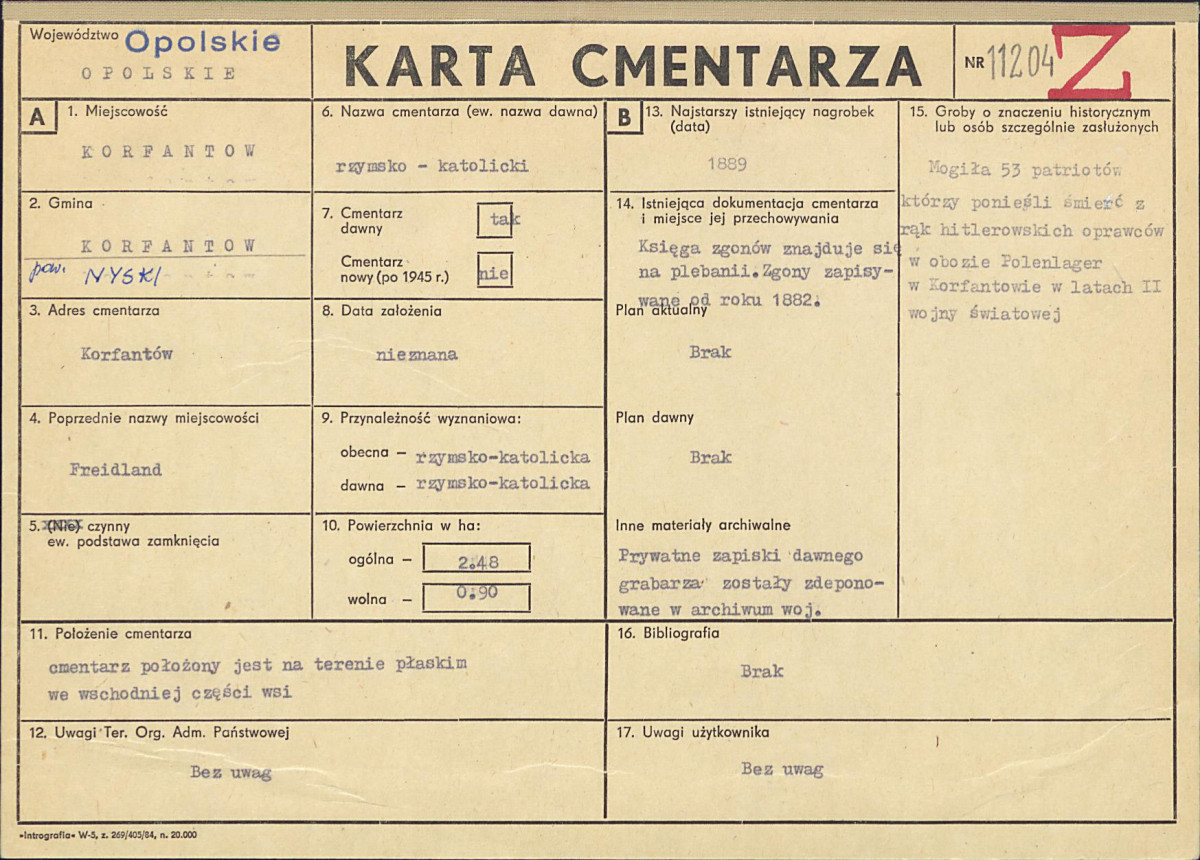 Województwo Opolskie
OPOLSKIE
KARTA CMENTARZA
NR 11204 Z
A
1. Miejscowość
KORFANTOW
2. Gmina
KORFANTOW
pow. NYSKI
3. Adres cmentarza
Korfantów
4. Poprzednie nazwy miejscowości
Freidland
5. (Nie) czynny
ew. podstawa zamknięcia
6. Nazwa cmentarza (ew. nazwa dawna)
rzymsko - katolicki
7. Cmentarz
dawny
tak
Cmentarz
nowy (po 1945 r.)
nie
8. Data założenia
nieznana
9. Przynależność wyznaniowa:
obecna – rzymsko-katolicka
dawna – rzymsko-katolicka
10. Powierzchnia w ha:
ogólna – 2.48
wolna – 0.90
11. Położenie cmentarza
cmentarz położony jest na terenie płaskim
we wschodniej części wsi
12. Uwagi Ter. Org. Adm. Państwowej
Bez uwag
B
13. Najstarszy istniejący nagrobek
(data)
1889
14. Istniejąca dokumentacja cmentarza
i miejsce jej przechowywania
Księga zgonów znajduje się
na plebanii.Zgony zapisy-
wane od roku 1882.
Plan aktualny
Brak
Plan dawny
Brak
Inne materiały archiwalne
Prywatne zapiski dawnego
grabarza zostały zdepono-
wane w archiwum woj.
15. Groby o znaczeniu historycznym
lub osób szczególnie zasłużonych
Mogiła 53 patriotów
którzy ponieśli śmierć z
rąk hitlerowskich oprawców
w obozie Polenlager
w Korfantowie w latach II
wojny światowej
16. Bibliografia
Brak
17. Uwagi użytkownika
Bez uwag
«Intrografia» W-5, z. 269/405/84, n. 20.000